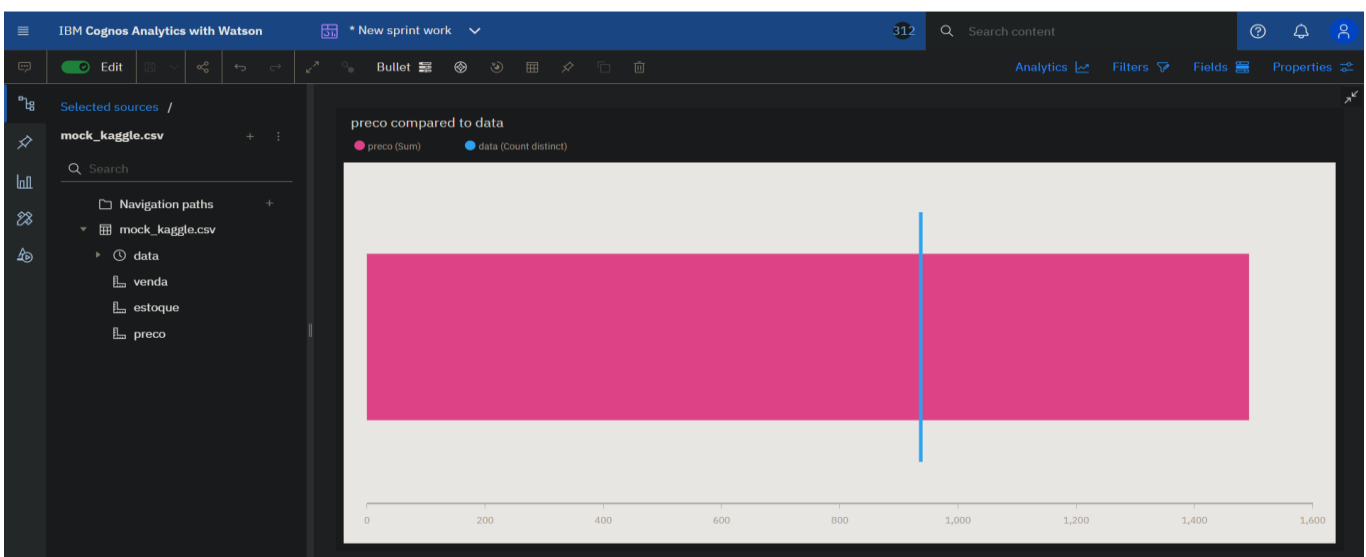 IBM Cognos Analytics with Watson
* New sprint work
312
Search content
Edit
Bullet
Analytics
Filters
Fields
Properties
Selected sources /
mock_kaggle.csv
Search
Navigation paths
mock_kaggle.csv
data
venda
estoque
preco
preco compared to data
preco (Sum)
data (Count distinct)
0
200
400
600
800
1,000
1,200
1,400
1,600